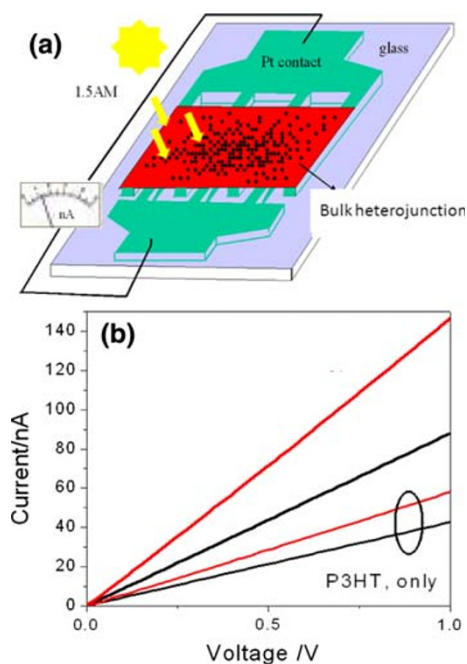 (a)
glass
Pt contact
1.5AM
nA
Bulk heterojunction
(b)
140
120
100
80
60
40
20
0
Current/nA
P3HT, only
0.0
0.5
1.0
Voltage /V